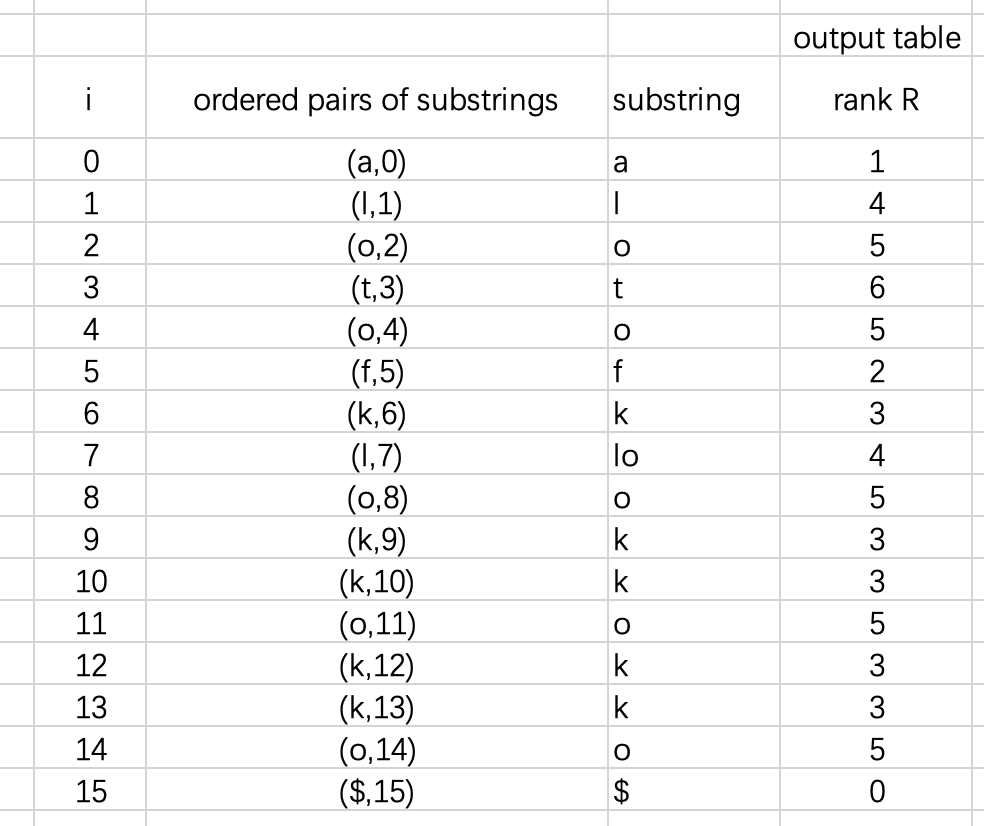 output table
i ordered pairs of substrings substring rank R
0 (a,0) a 1
1 (l,1) l 4
2 (o,2) o 5
3 (t,3) t 6
4 (o,4) o 5
5 (f,5) f 2
6 (k,6) k 3
7 (l,7) lo 4
8 (o,8) o 5
9 (k,9) k 3
10 (k,10) k 3
11 (o,11) o 5
12 (k,12) k 3
13 (k,13) k 3
14 (o,14) o 5
15 ($,15) $ 0